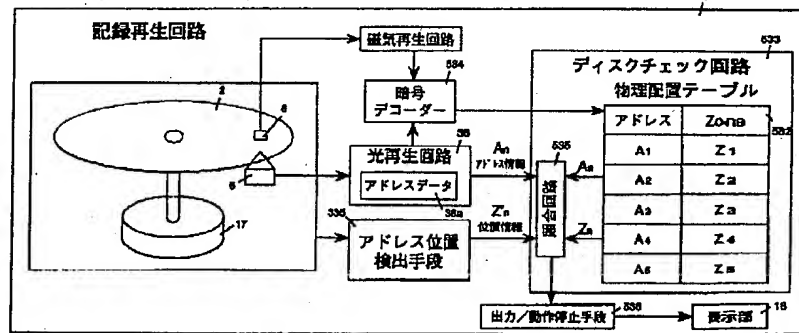 記録再生回路
磁気再生回路
533
ディスクチェック回路
物理配置テーブル
534
暗号
デコーダー
2
8
アドレス
Zone
532
A1
Z1
A2
Z2
A3
Z3
A4
Z4
A5
Z5
光再生回路
アドレスデータ
38a
An
アドレス情報
535
照合回路
An
Zn
6
335
アドレス位置
検出手段
Z'n
位置情報
17
出力/動作停止手段
536
表示部
16